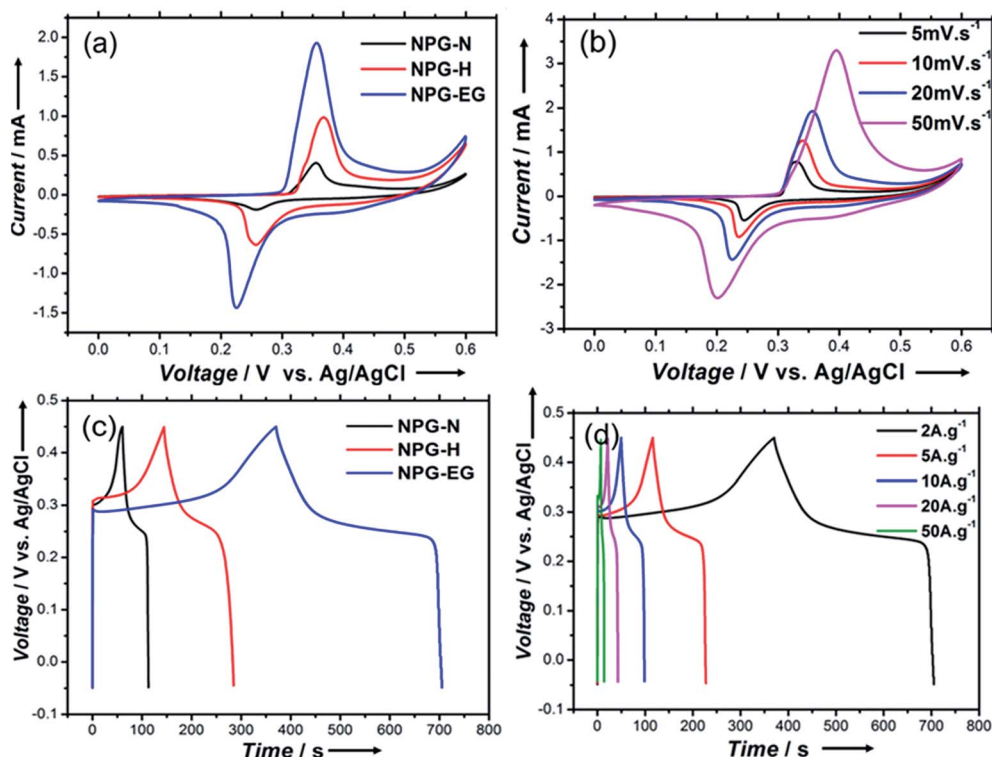 (a)
NPG-N
NPG-H
NPG-EG
2.0
1.5
1.0
0.5
0.0
-0.5
-1.0
-1.5
Current / mA
0.0 0.1 0.2 0.3 0.4 0.5 0.6
Voltage / V vs. Ag/AgCl
(b)
5mV.s⁻¹
10mV.s⁻¹
20mV.s⁻¹
50mV.s⁻¹
4
3
2
1
0
-1
-2
-3
Current / mA
0.0 0.1 0.2 0.3 0.4 0.5 0.6
Voltage / V vs. Ag/AgCl
(c)
NPG-N
NPG-H
NPG-EG
0.5
0.4
0.3
0.2
0.1
0.0
-0.1
Voltage / V vs. Ag/AgCl
0 100 200 300 400 500 600 700 800
Time / s
(d)
2A.g⁻¹
5A.g⁻¹
10A.g⁻¹
20A.g⁻¹
50A.g⁻¹
0.5
0.4
0.3
0.2
0.1
0.0
-0.1
Voltage / V vs. Ag/AgCl
0 100 200 300 400 500 600 700 800
Time / s